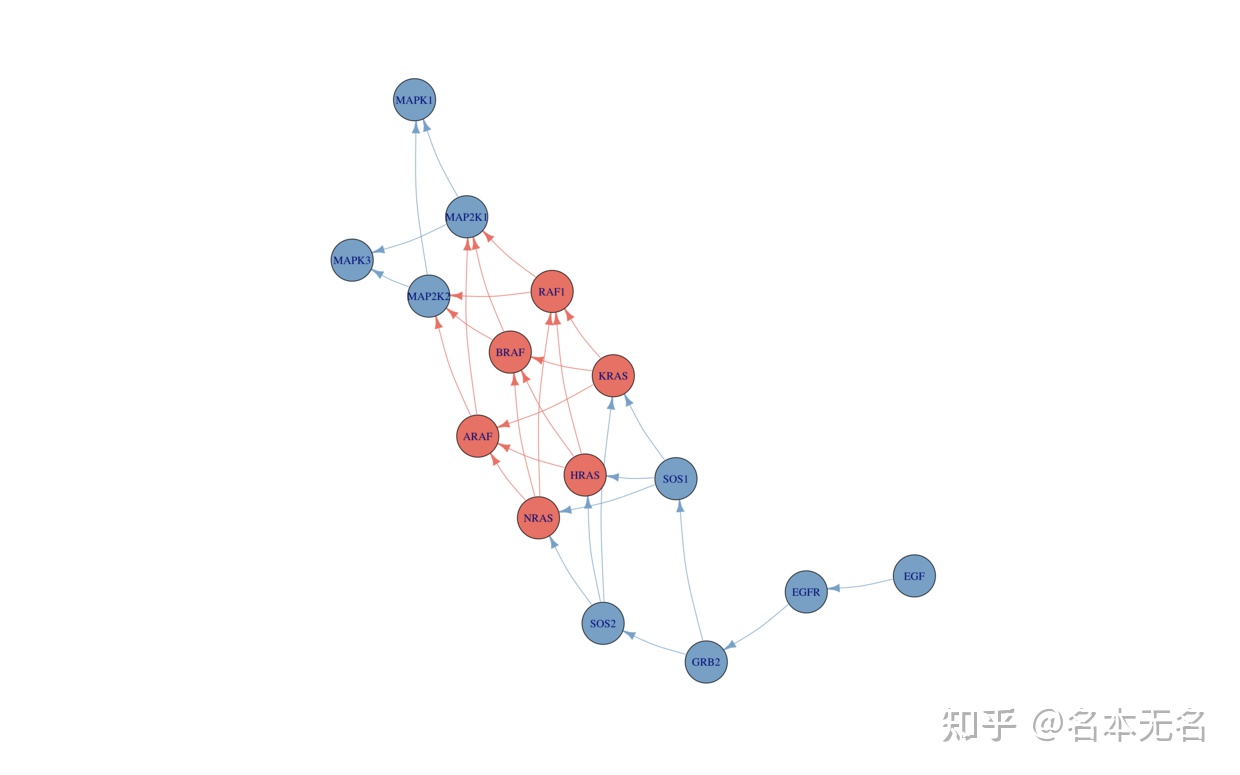 MAPK1
MAP2K1
MAPK3
MAP2K2
RAF1
BRAF
KRAS
ARAF
HRAS
SOS1
NRAS
EGF
EGFR
SOS2
GRB2
知乎 @名本无名